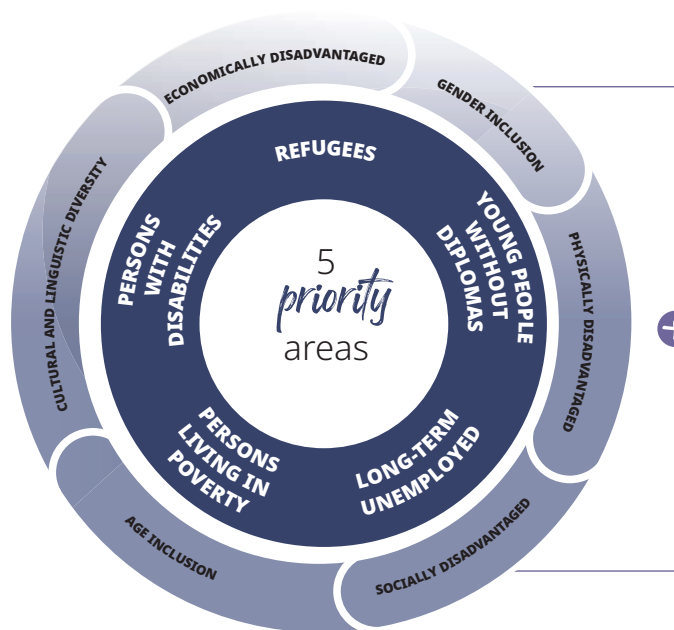 ECONOMICALLY DISADVANTAGED
GENDER INCLUSION
PHYSICALLY DISADVANTAGED
SOCIALLY DISADVANTAGED
AGE INCLUSION
CULTURAL AND LINGUISTIC DIVERSITY
REFUGEES
YOUNG PEOPLE
WITHOUT
DIPLOMAS
LONG-TERM
UNEMPLOYED
PERSONS
LIVING IN
POVERTY
PERSONS
WITH
DISABILITIES
5
priority
areas